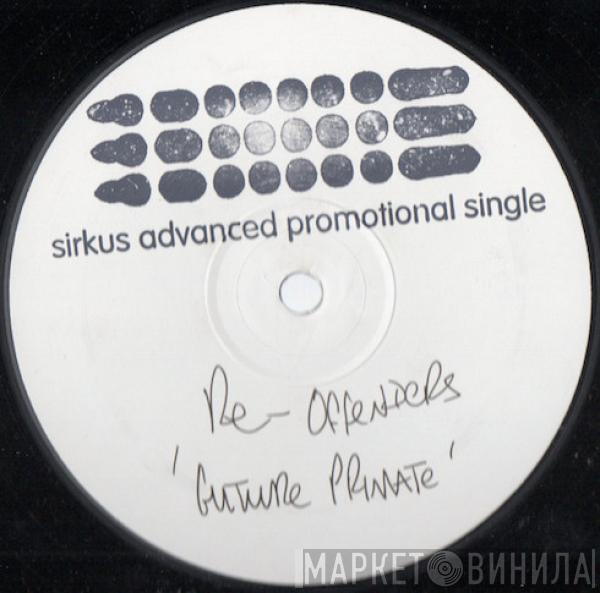 sirkus advanced promotional single
Re-Offenders
'Future Primate'
МАРКЕТ ВИНИЛА